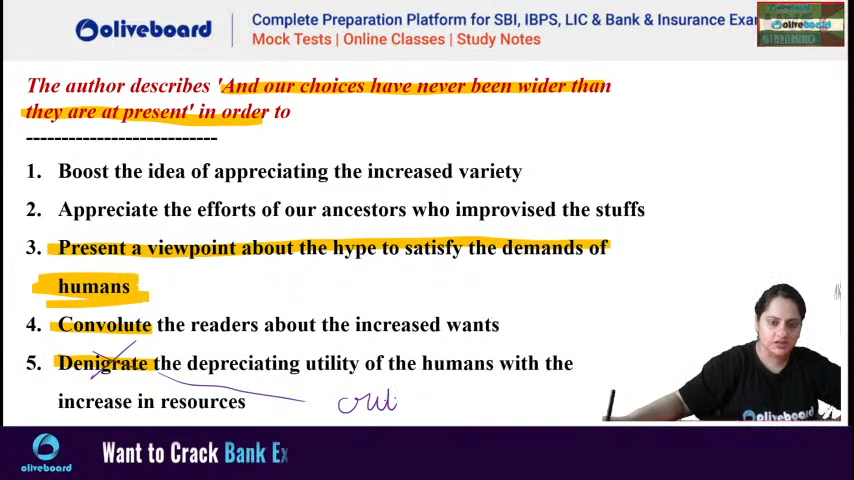 oliveboard
Complete Preparation Platform for SBI, IBPS, LIC & Bank & Insurance Exa
Mock Tests | Online Classes | Study Notes
oliveboard
The author describes 'And our choices have never been wider than
they are at present' in order to
---------------------------
1. Boost the idea of appreciating the increased variety
2. Appreciate the efforts of our ancestors who improvised the stuffs
3. Present a viewpoint about the hype to satisfy the demands of
humans
4. Convolute the readers about the increased wants
5. Denigrate the depreciating utility of the humans with the
increase in resources
oliveboard
oliveboard
Want to Crack Bank Ex